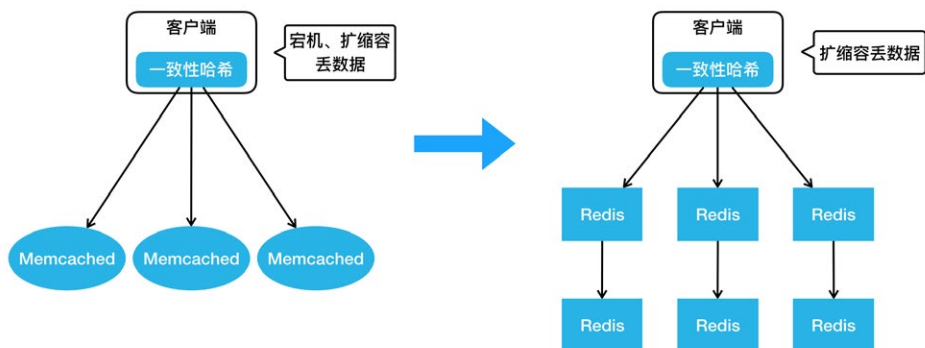 客户端
一致性哈希
宕机、扩缩容
丢数据
Memcached
Memcached
Memcached
客户端
一致性哈希
扩缩容丢数据
Redis
Redis
Redis
Redis
Redis
Redis